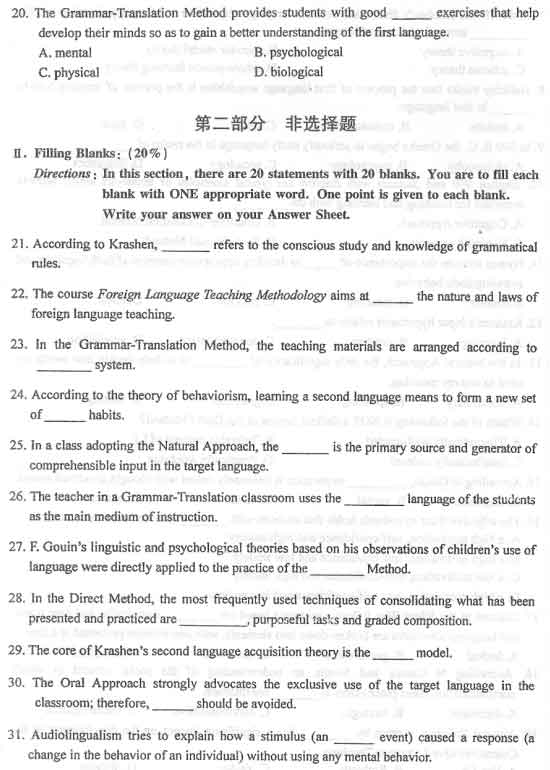 20. The Grammar-Translation Method provides students with good ______ exercises that help
develop their minds so as to gain a better understanding of the first language.
A. mental B. psychological
C. physical D. biological
第二部分 非选择题
Ⅱ. Filling Blanks: (20%)
Directions: In this section, there are 20 statements with 20 blanks. You are to fill each
blank with ONE appropriate word. One point is given to each blank.
Write your answer on your Answer Sheet.
21. According to Krashen, ________ refers to the conscious study and knowledge of grammatical
rules.
22. The course Foreign Language Teaching Methodology aims at ______ the nature and laws of
foreign language teaching.
23. In the Grammar-Translation Method, the teaching materials are arranged according to
________ system.
24. According to the theory of behaviorism, learning a second language means to form a new set
of ______ habits.
25. In a class adopting the Natural Approach, the _______ is the primary source and generator of
comprehensible input in the target language.
26. The teacher in a Grammar-Translation classroom uses the ________ language of the students
as the main medium of instruction.
27. F. Gouin's linguistic and psychological theories based on his observations of children's use of
language were directly applied to the practice of the ________ Method.
28. In the Direct Method, the most frequently used techniques of consolidating what has been
presented and practiced are __________, purposeful tasks and graded composition.
29. The core of Krashen's second language acquisition theory is the ______ model.
30. The Oral Approach strongly advocates the exclusive use of the target language in the
classroom; therefore, ______ should be avoided.
31. Audiolingualism tries to explain how a stimulus (an ______ event) caused a response (a
change in the behavior of an individual) without using any mental behavior.